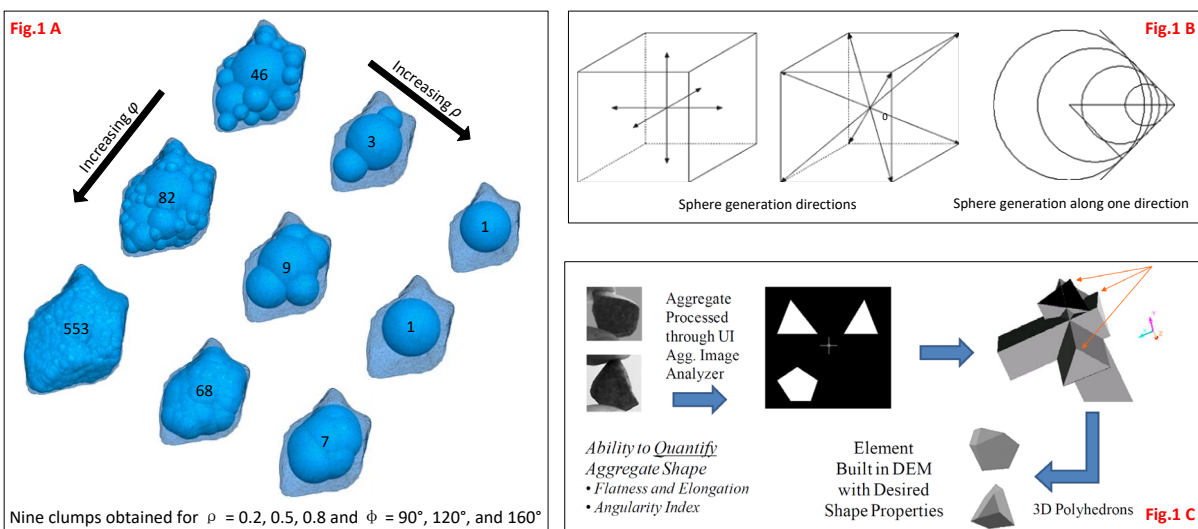 Fig.1 A
Increasing φ
Increasing ρ
46
3
1
82
9
1
553
68
7
Nine clumps obtained for ρ = 0.2, 0.5, 0.8 and Φ = 90°, 120°, and 160°
Fig.1 B
0
Sphere generation directions
Sphere generation along one direction
Fig.1 C
Aggregate
Processed
through UI
Agg. Image
Analyzer
Ability to Quantify
Aggregate Shape
• Flatness and Elongation
• Angularity Index
Element
Built in DEM
with Desired
Shape Properties
3D Polyhedrons